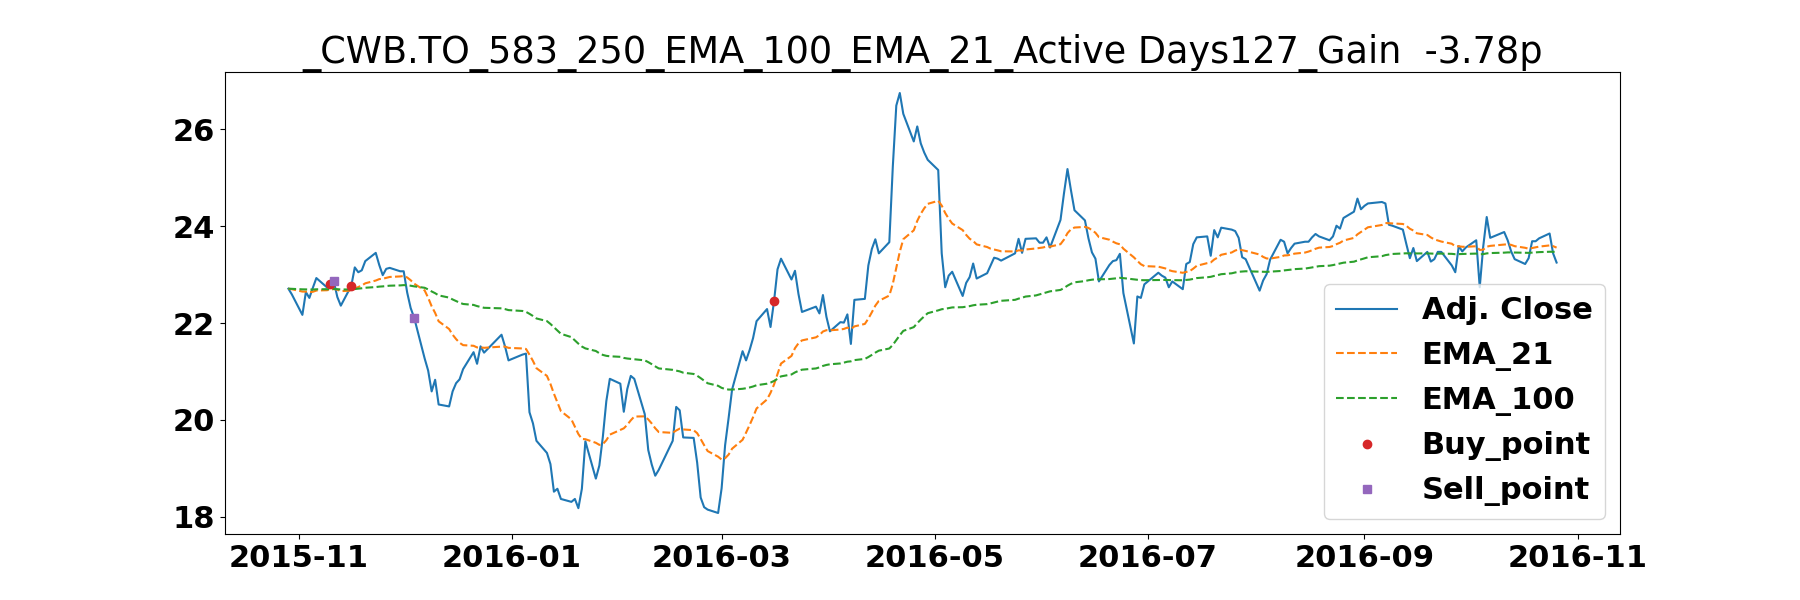 _CWB.TO_583_250_EMA_100_EMA_21_Active Days127_Gain  -3.78p
26
24
22
20
18
2015-11 2016-01 2016-03 2016-05 2016-07 2016-09 2016-11
Adj. Close
EMA_21
EMA_100
Buy_point
Sell_point